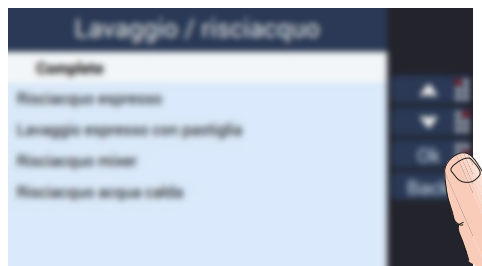 Lavaggio / risciacquo
Completo
Risciacquo espresso
Lavaggio espresso con pastiglia
Risciacquo mixer
Risciacquo acqua calda
Ok
Back